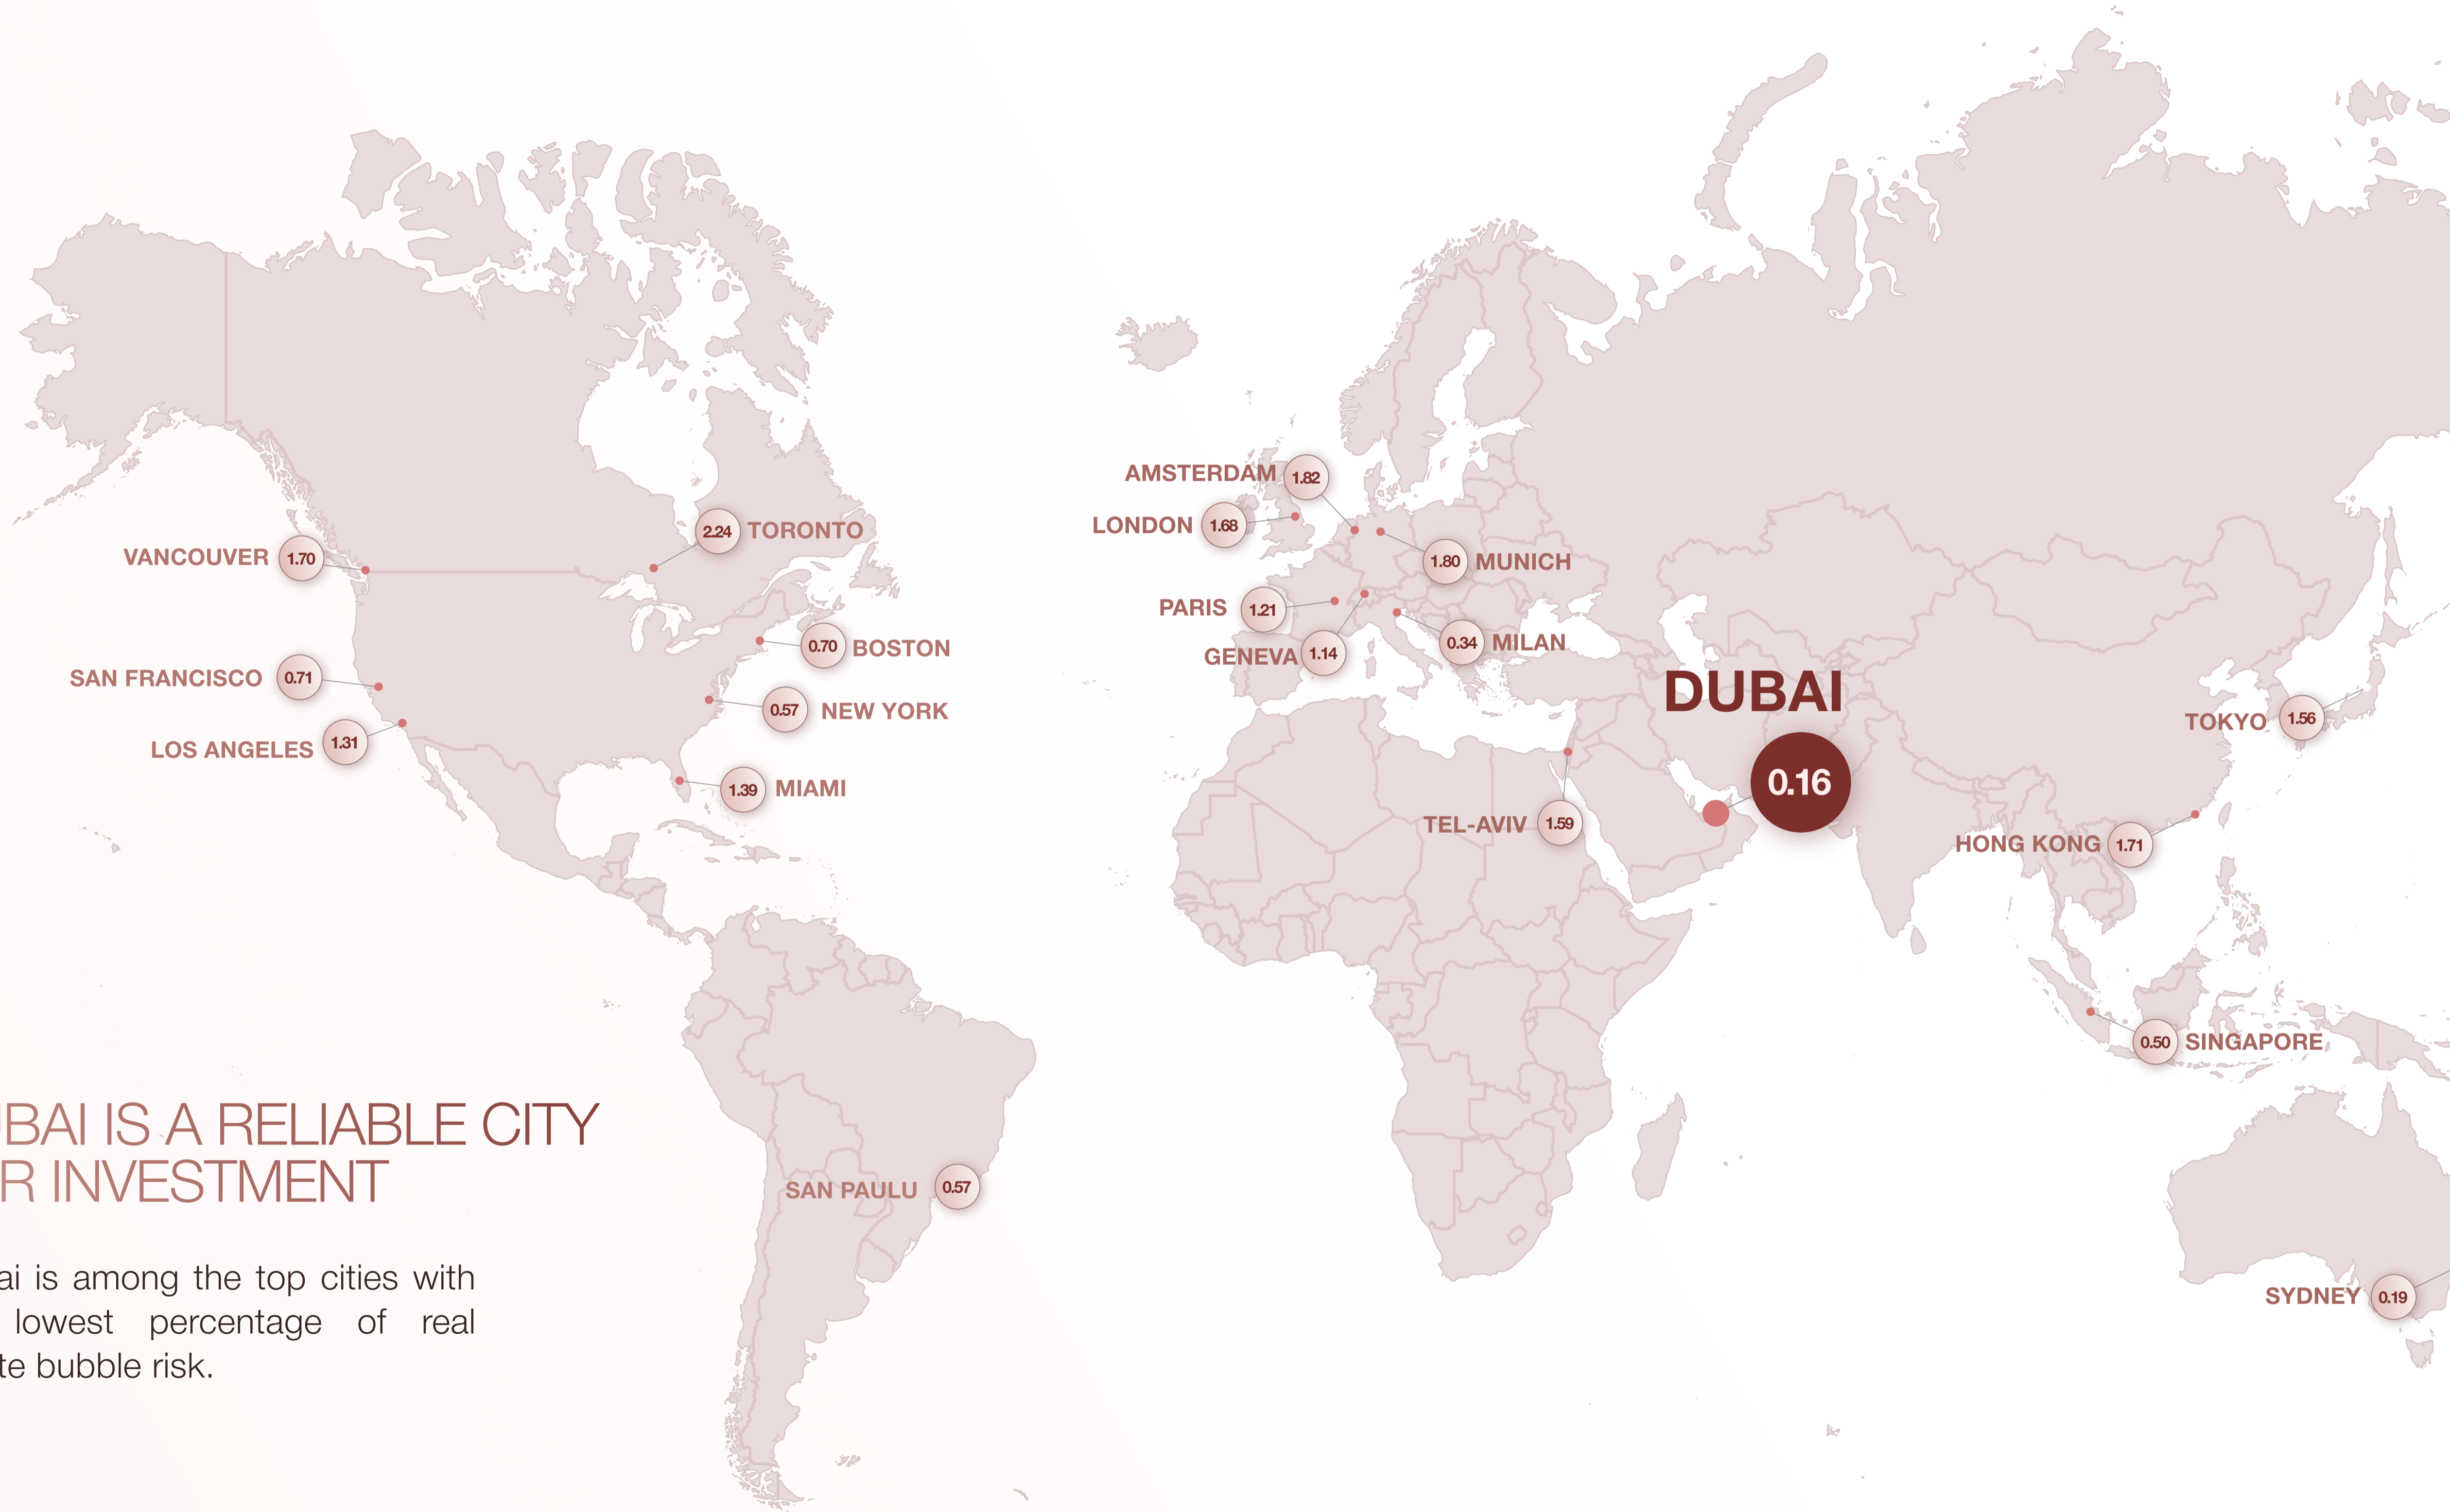 AMSTERDAM 1.82
LONDON 1.68
2.24 TORONTO
VANCOUVER 1.70
1.80 MUNICH
PARIS 1.21
0.70 BOSTON
0.34 MILAN
GENEVA 1.14
SAN FRANCISCO 0.71
DUBAI
0.57 NEW YORK
TOKYO 1.56
LOS ANGELES 1.31
0.16
1.39 MIAMI
TEL-AVIV 1.59
HONG KONG 1.71
0.50 SINGAPORE
UBAI IS A RELIABLE CITY
R INVESTMENT
SAN PAULU 0.57
ai is among the top cities with
lowest percentage of real
te bubble risk.
SYDNEY 0.19